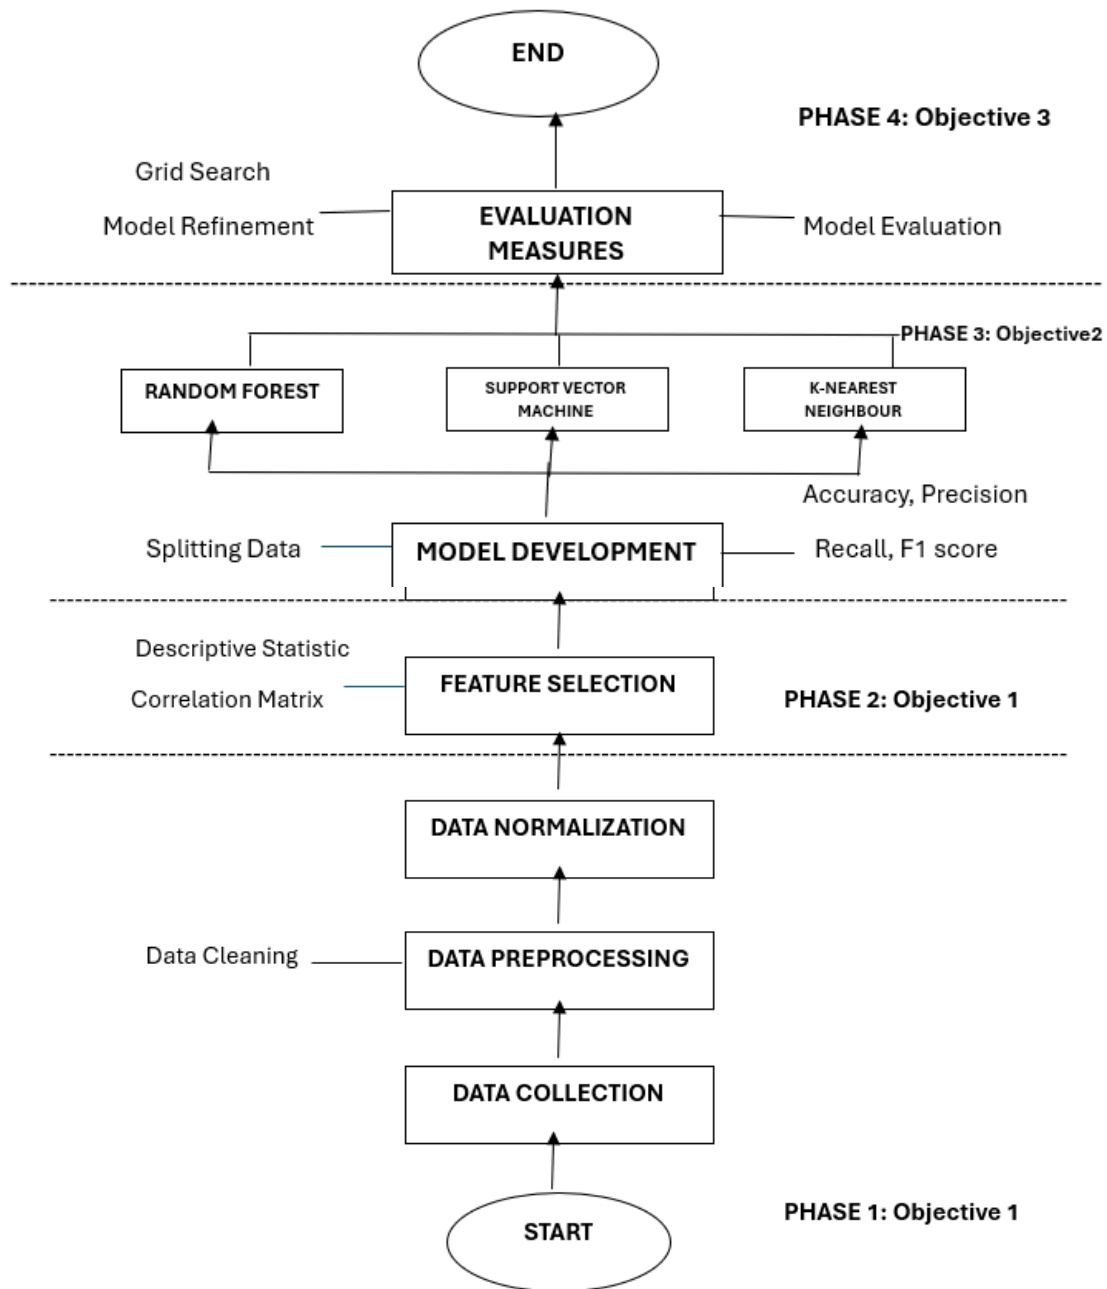 END
PHASE 4: Objective 3
Grid Search
Model Refinement
EVALUATION
MEASURES
Model Evaluation
PHASE 3: Objective2
RANDOM FOREST
SUPPORT VECTOR
MACHINE
K-NEAREST
NEIGHBOUR
Accuracy, Precision
Splitting Data
MODEL DEVELOPMENT
Recall, F1 score
Descriptive Statistic
Correlation Matrix
FEATURE SELECTION
PHASE 2: Objective 1
DATA NORMALIZATION
Data Cleaning
DATA PREPROCESSING
DATA COLLECTION
START
PHASE 1: Objective 1